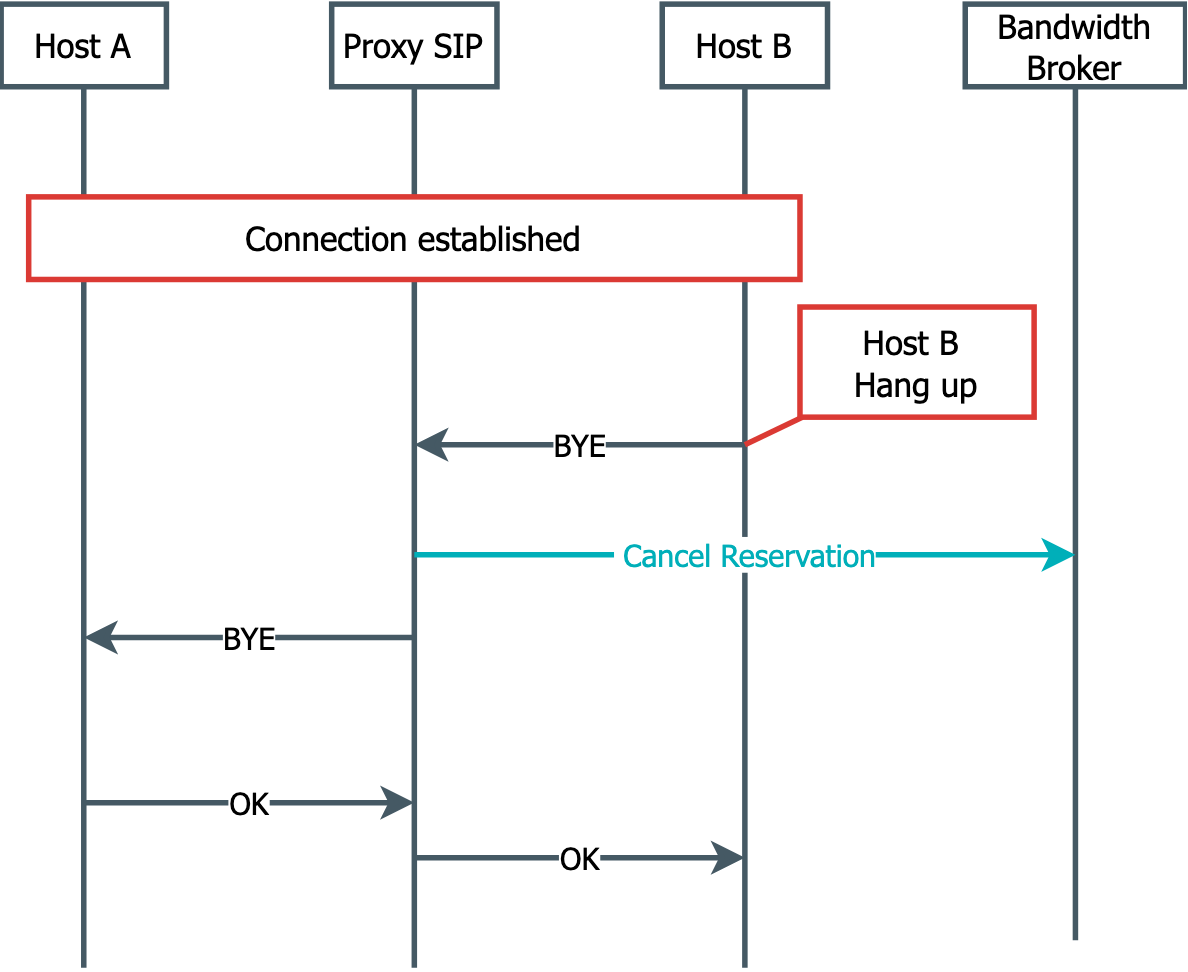 Host A
Proxy SIP
Host B
Bandwidth
Broker
Connection established
Host B
Hang up
BYE
Cancel Reservation
BYE
OK
OK